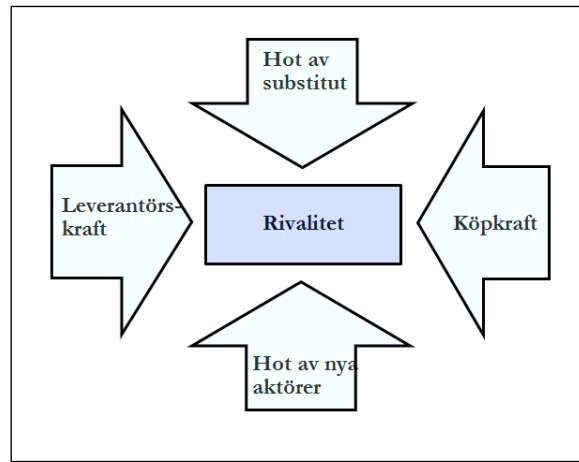 Hot av
substitut
Leverantörs-
kraft
Rivalitet
Köpkraft
Hot av nya
aktörer